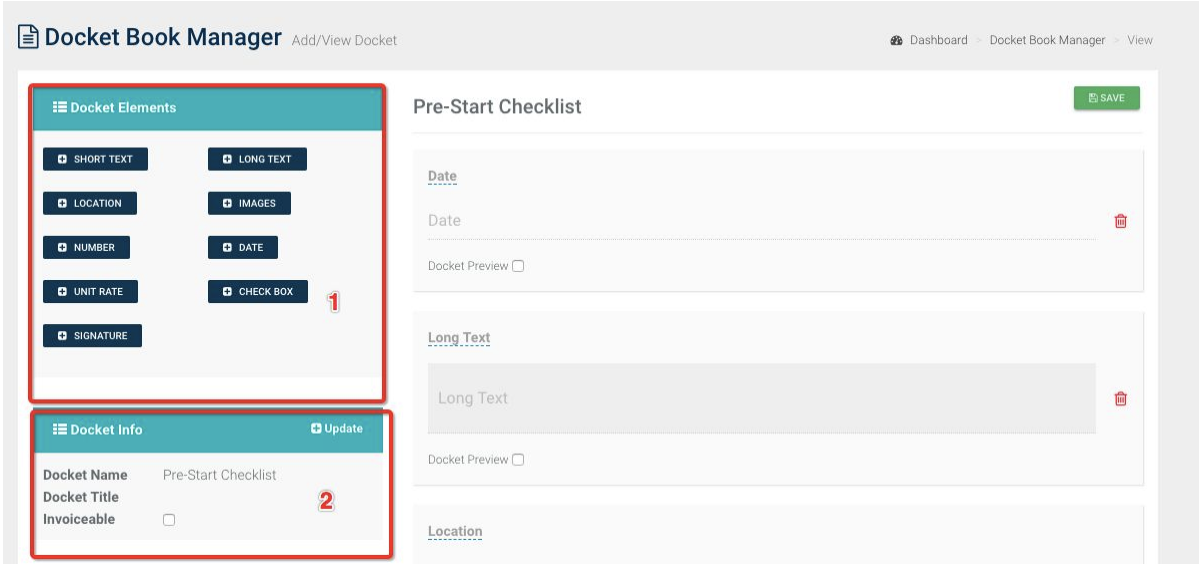 Docket Book Manager Add/View Docket
Dashboard > Docket Book Manager > View
Docket Elements
SHORT TEXT LONG TEXT
LOCATION IMAGES
NUMBER DATE
UNIT RATE CHECK BOX
1
SIGNATURE
Docket Info Update
Docket Name Pre-Start Checklist
Docket Title
2
Invoiceable
Pre-Start Checklist SAVE
Date
Date
Docket Preview
Long Text
Long Text
Docket Preview
Location